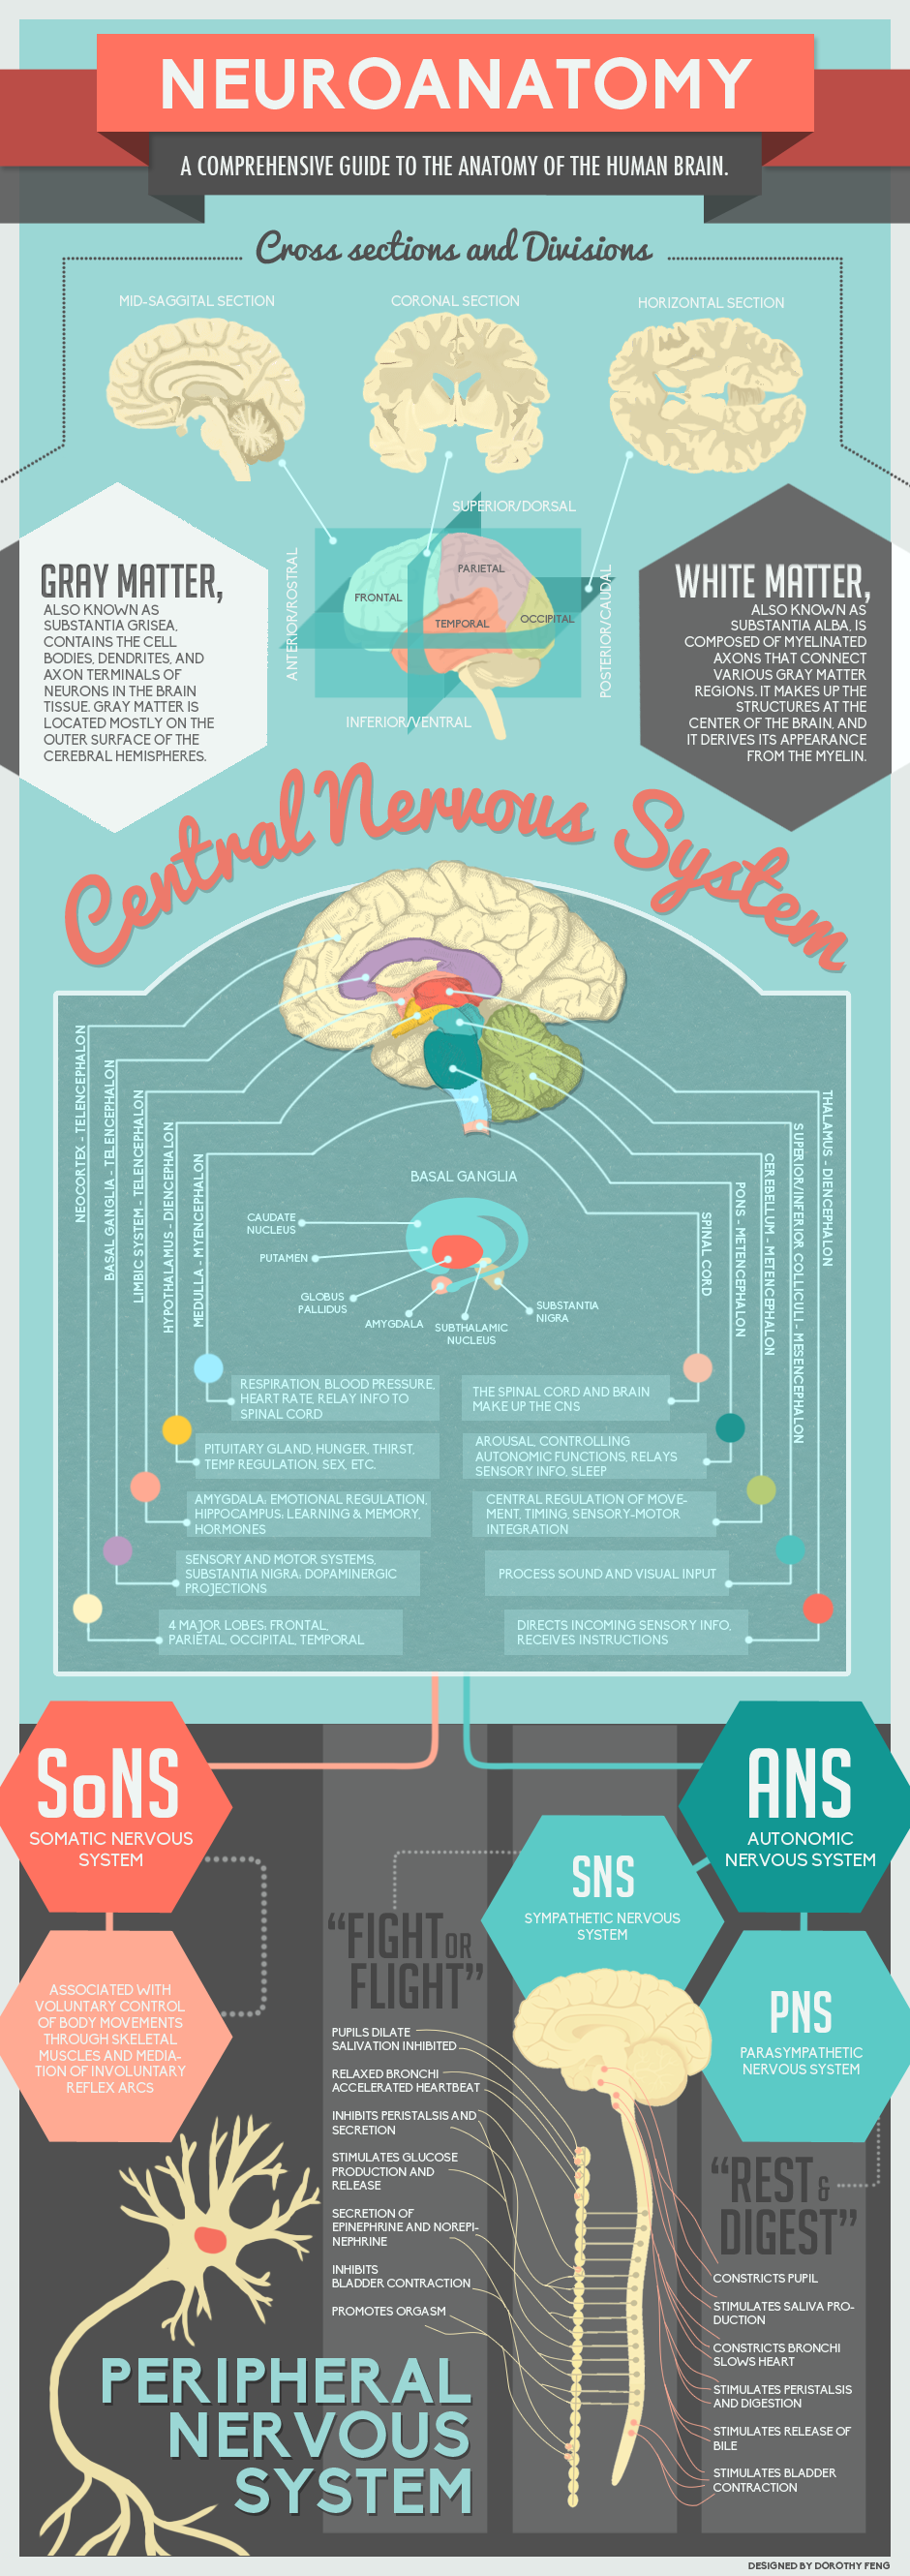 NEUROANATOMY
A COMPREHENSIVE GUIDE TO THE ANATOMY OF THE HUMAN BRAIN.
Cross sections and Divisions
MID-SAGGITAL SECTION
CORONAL SECTION
HORIZONTAL SECTION
SUPERIOR/DORSAL
ANTERIOR/ROSTRAL
POSTERIOR/CAUDAL
INFERIOR/VENTRAL
FRONTAL
PARIETAL
TEMPORAL
OCCIPITAL
GRAY MATTER,
ALSO KNOWN AS
SUBSTANTIA GRISEA,
CONTAINS THE CELL
BODIES, DENDRITES, AND
AXON TERMINALS OF
NEURONS IN THE BRAIN
TISSUE. GRAY MATTER IS
LOCATED MOSTLY ON THE
OUTER SURFACE OF THE
CEREBRAL HEMISPHERES.
WHITE MATTER,
ALSO KNOWN AS
SUBSTANTIA ALBA, IS
COMPOSED OF MYELINATED
AXONS THAT CONNECT
VARIOUS GRAY MATTER
REGIONS. IT MAKES UP THE
STRUCTURES AT THE
CENTER OF THE BRAIN, AND
IT DERIVES ITS APPEARANCE
FROM THE MYELIN.
Central Nervous System
NEOCORTEX - TELENCEPHALON
BASAL GANGLIA - TELENCEPHALON
LIMBIC SYSTEM - TELENCEPHALON
HYPOTHALAMUS - DIENCEPHALON
MEDULLA - MYENCEPHALON
SPINAL CORD
PONS - METENCEPHALON
CEREBELLUM - METENCEPHALON
SUPERIOR/INFERIOR COLLICULI - MESENCEPHALON
THALAMUS - DIENCEPHALON
BASAL GANGLIA
CAUDATE
NUCLEUS
PUTAMEN
GLOBUS
PALLIDUS
AMYGDALA
SUBTHALAMIC
NUCLEUS
SUBSTANTIA
NIGRA
RESPIRATION, BLOOD PRESSURE,
HEART RATE, RELAY INFO TO
SPINAL CORD
PITUITARY GLAND, HUNGER, THIRST,
TEMP REGULATION, SEX, ETC.
AMYGDALA; EMOTIONAL REGULATION,
HIPPOCAMPUS; LEARNING & MEMORY,
HORMONES
SENSORY AND MOTOR SYSTEMS,
SUBSTANTIA NIGRA; DOPAMINERGIC
PROJECTIONS
4 MAJOR LOBES; FRONTAL,
PARIETAL, OCCIPITAL, TEMPORAL
THE SPINAL CORD AND BRAIN
MAKE UP THE CNS
AROUSAL, CONTROLLING
AUTONOMIC FUNCTIONS, RELAYS
SENSORY INFO, SLEEP
CENTRAL REGULATION OF MOVE-
MENT, TIMING, SENSORY-MOTOR
INTEGRATION
PROCESS SOUND AND VISUAL INPUT
DIRECTS INCOMING SENSORY INFO,
RECEIVES INSTRUCTIONS
SoNS
SOMATIC NERVOUS
SYSTEM
ASSOCIATED WITH
VOLUNTARY CONTROL
OF BODY MOVEMENTS
THROUGH SKELETAL
MUSCLES AND MEDIA-
TION OF INVOLUNTARY
REFLEX ARCS
ANS
AUTONOMIC
NERVOUS SYSTEM
SNS
SYMPATHETIC NERVOUS
SYSTEM
PNS
PARASYMPATHETIC
NERVOUS SYSTEM
"FIGHT OR
FLIGHT"
PUPILS DILATE
SALIVATION INHIBITED
RELAXED BRONCHI
ACCELERATED HEARTBEAT
INHIBITS PERISTALSIS AND
SECRETION
STIMULATES GLUCOSE
PRODUCTION AND
RELEASE
SECRETION OF
EPINEPHRINE AND NOREPI-
NEPHRINE
INHIBITS
BLADDER CONTRACTION
PROMOTES ORGASM
"REST &
DIGEST"
CONSTRICTS PUPIL
STIMULATES SALIVA PRO-
DUCTION
CONSTRICTS BRONCHI
SLOWS HEART
STIMULATES PERISTALSIS
AND DIGESTION
STIMULATES RELEASE OF
BILE
STIMULATES BLADDER
CONTRACTION
PERIPHERAL
NERVOUS
SYSTEM
DESIGNED BY DOROTHY FENG